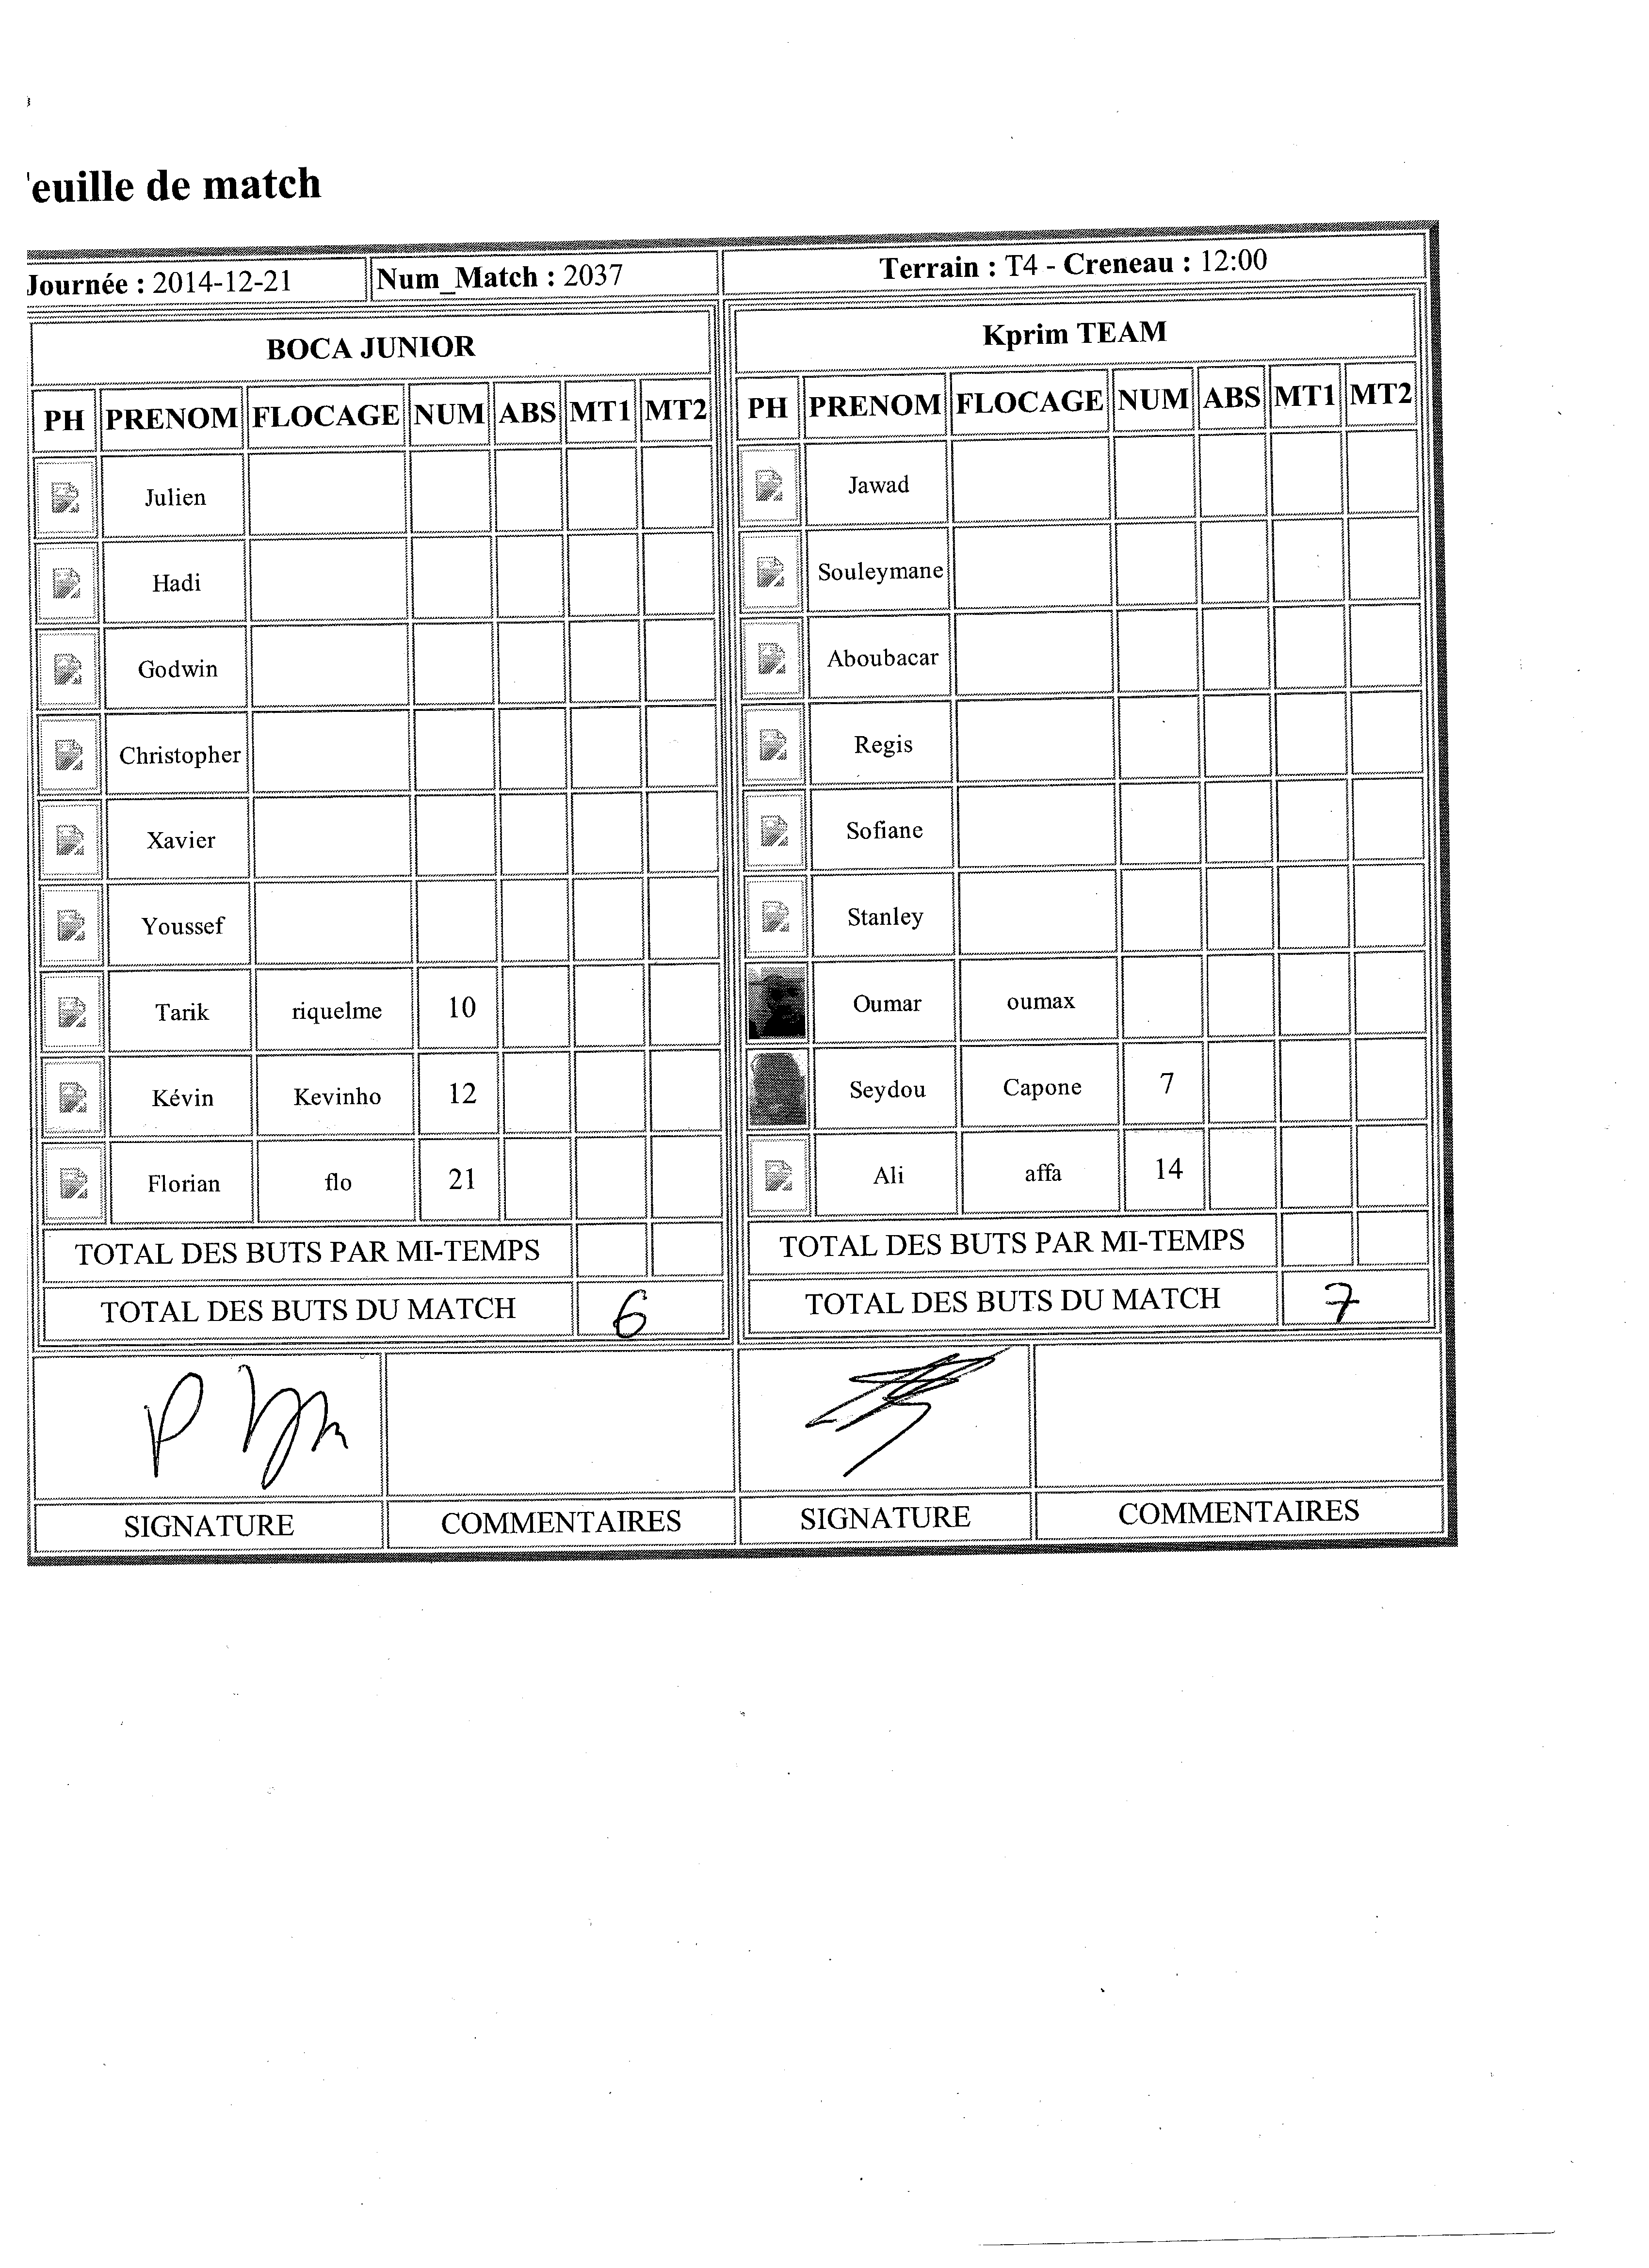 'euille de match
Journée : 2014-12-21 Num_Match : 2037 Terrain : T4 - Creneau : 12:00
BOCA JUNIOR Kprim TEAM
PH PRENOM FLOCAGE NUM ABS MT1 MT2 PH PRENOM FLOCAGE NUM ABS MT1 MT2
Julien Jawad
Hadi Souleymane
Godwin Aboubacar
Christopher Regis
Xavier Sofiane
Youssef Stanley
Tarik riquelme 10 Oumar oumax
Kévin Kevinho 12 Seydou Capone 7
Florian flo 21 Ali affa 14
TOTAL DES BUTS PAR MI-TEMPS TOTAL DES BUTS PAR MI-TEMPS
TOTAL DES BUTS DU MATCH 6 TOTAL DES BUTS DU MATCH 7
SIGNATURE COMMENTAIRES SIGNATURE COMMENTAIRES